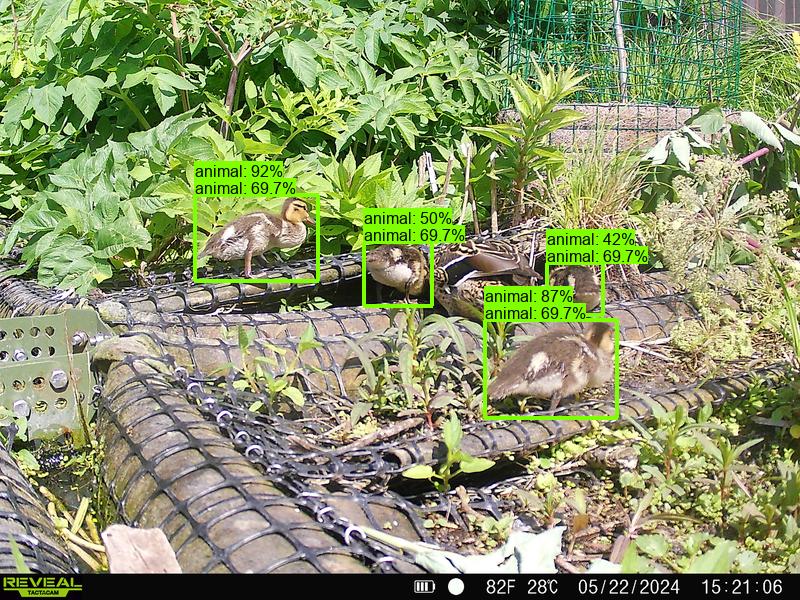 animal: 92%
animal: 69.7%
animal: 50%
animal: 69.7%
animal: 42%
animal: 69.7%
animal: 87%
animal: 69.7%
REVEAL
TACTACAM
82F 28°C 05/22/2024 15:21:06